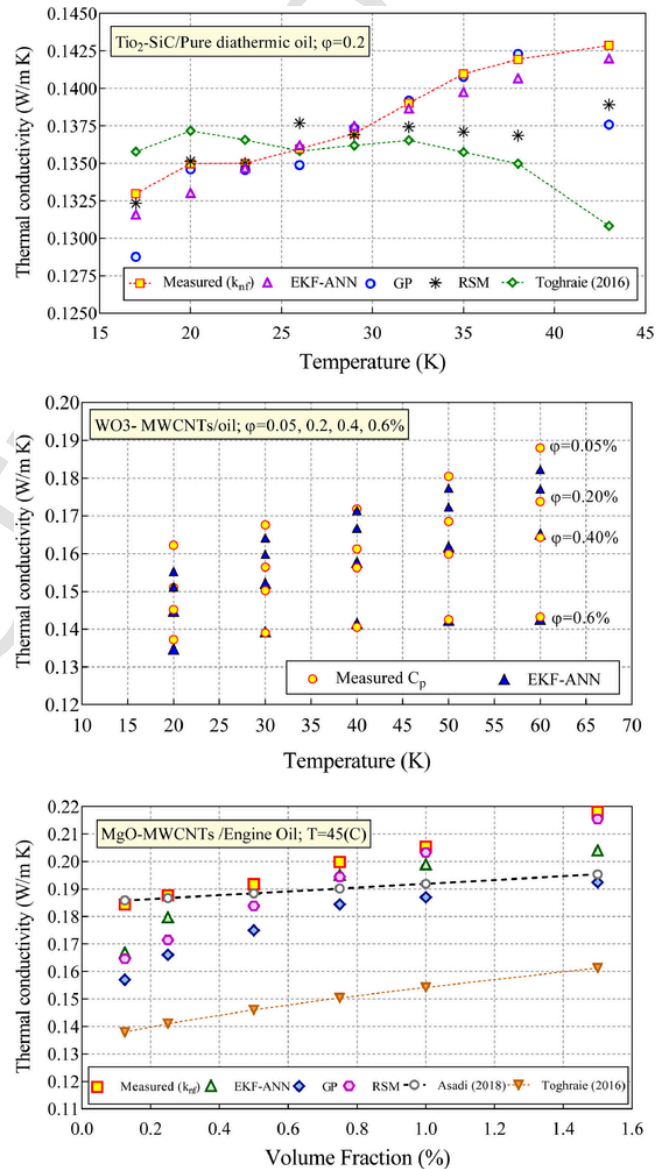 Tio2-SiC/Pure diathermic oil; φ=0.2
Thermal conductivity (W/m K)
0.1450
0.1425
0.1400
0.1375
0.1350
0.1325
0.1300
0.1275
0.1250
Measured (knf) EKF-ANN GP RSM Toghraie (2016)
15 20 25 30 35 40 45
Temperature (K)
WO3- MWCNTs/oil; φ=0.05, 0.2, 0.4, 0.6%
Thermal conductivity (W/m K)
0.20
0.19
0.18
0.17
0.16
0.15
0.14
0.13
0.12
φ=0.05%
φ=0.20%
φ=0.40%
φ=0.6%
Measured Cp EKF-ANN
10 20 30 40 50 60 70
Temperature (K)
MgO-MWCNTs /Engine Oil; T=45(C)
Thermal conductivity (W/m K)
0.22
0.21
0.20
0.19
0.18
0.17
0.16
0.15
0.14
0.13
0.12
0.11
Measured (knf) EKF-ANN GP RSM Asadi (2018) Toghraie (2016)
0.0 0.2 0.4 0.6 0.8 1.0 1.2 1.4 1.6
Volume Fraction (%)